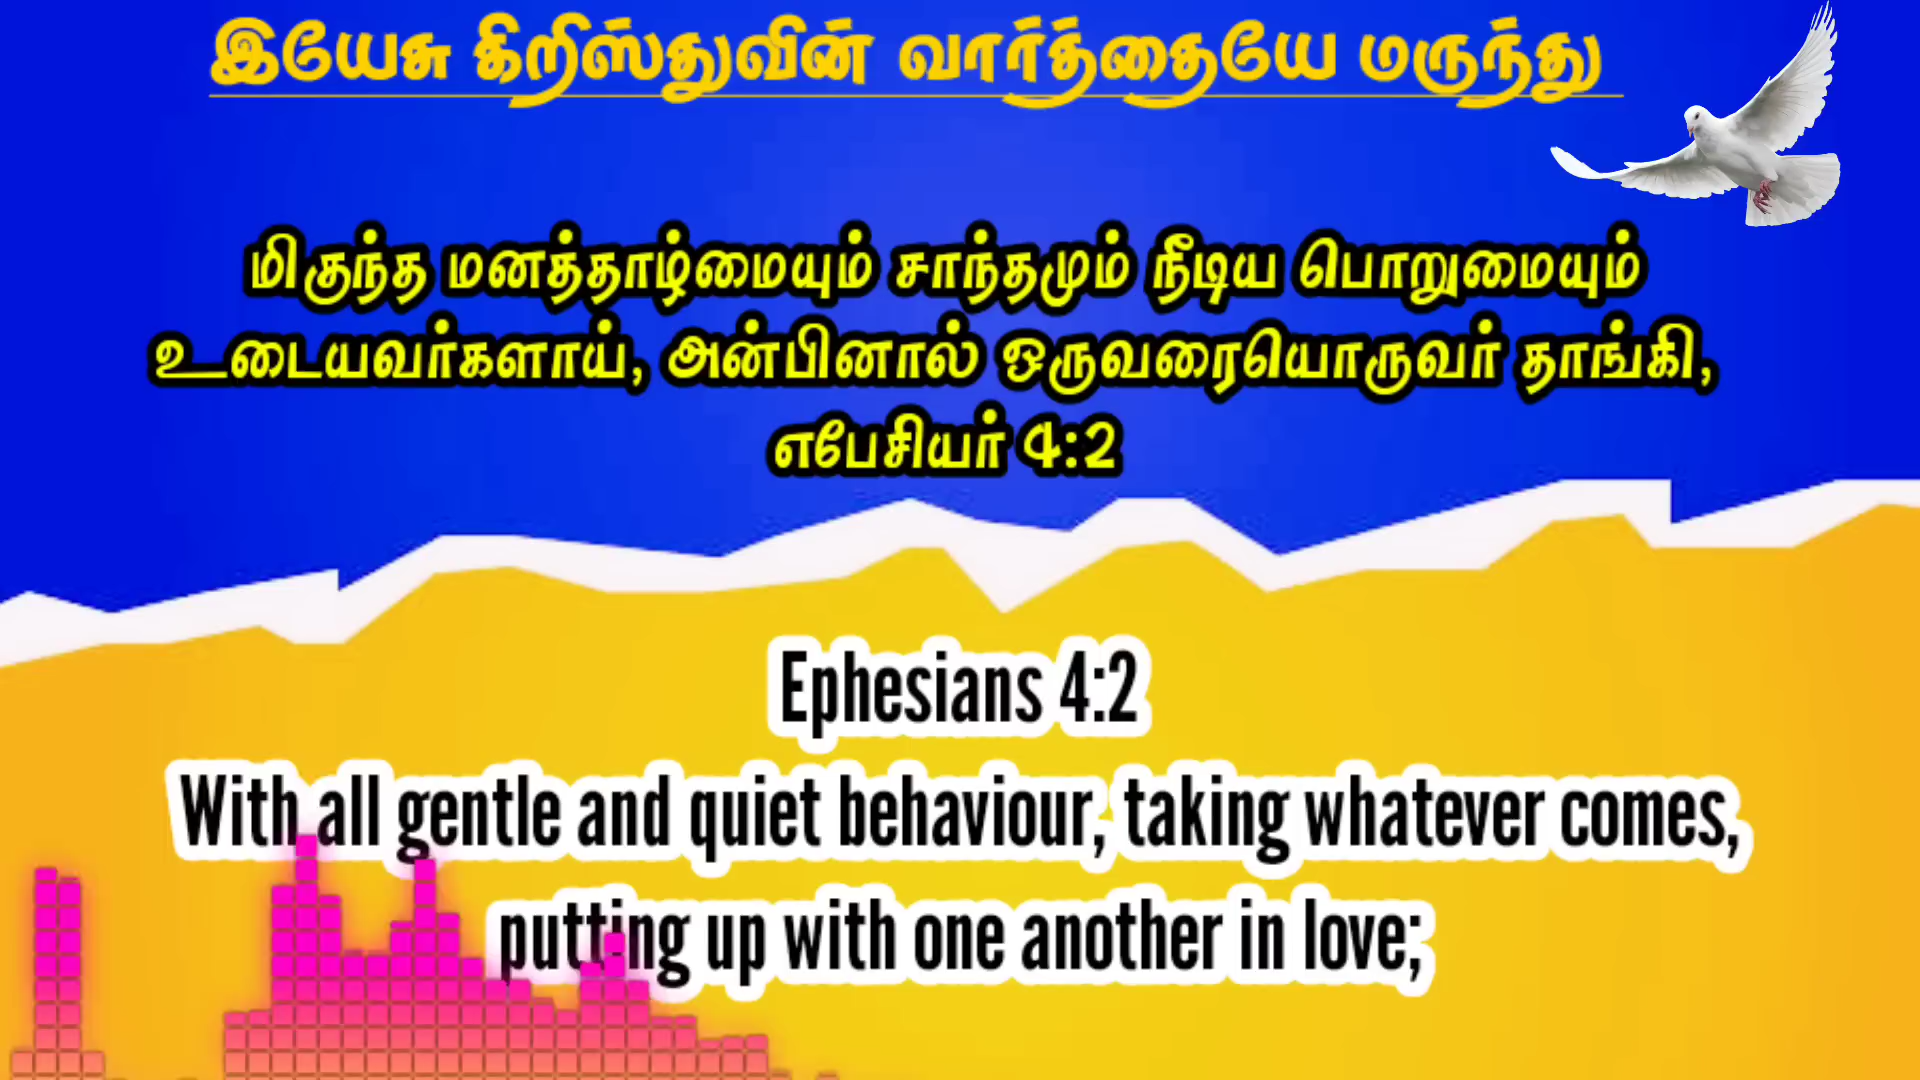 இயேசு கிறிஸ்துவின் வார்த்தையே மருந்து
மிகுந்த மனத்தாழ்மையும் சாந்தமும் நீடிய பொறுமையும்
உடையவர்களாய், அன்பினால் ஒருவரையொருவர் தாங்கி,
எபேசியர் 4:2
Ephesians 4:2
With all gentle and quiet behaviour, taking whatever comes,
putting up with one another in love;